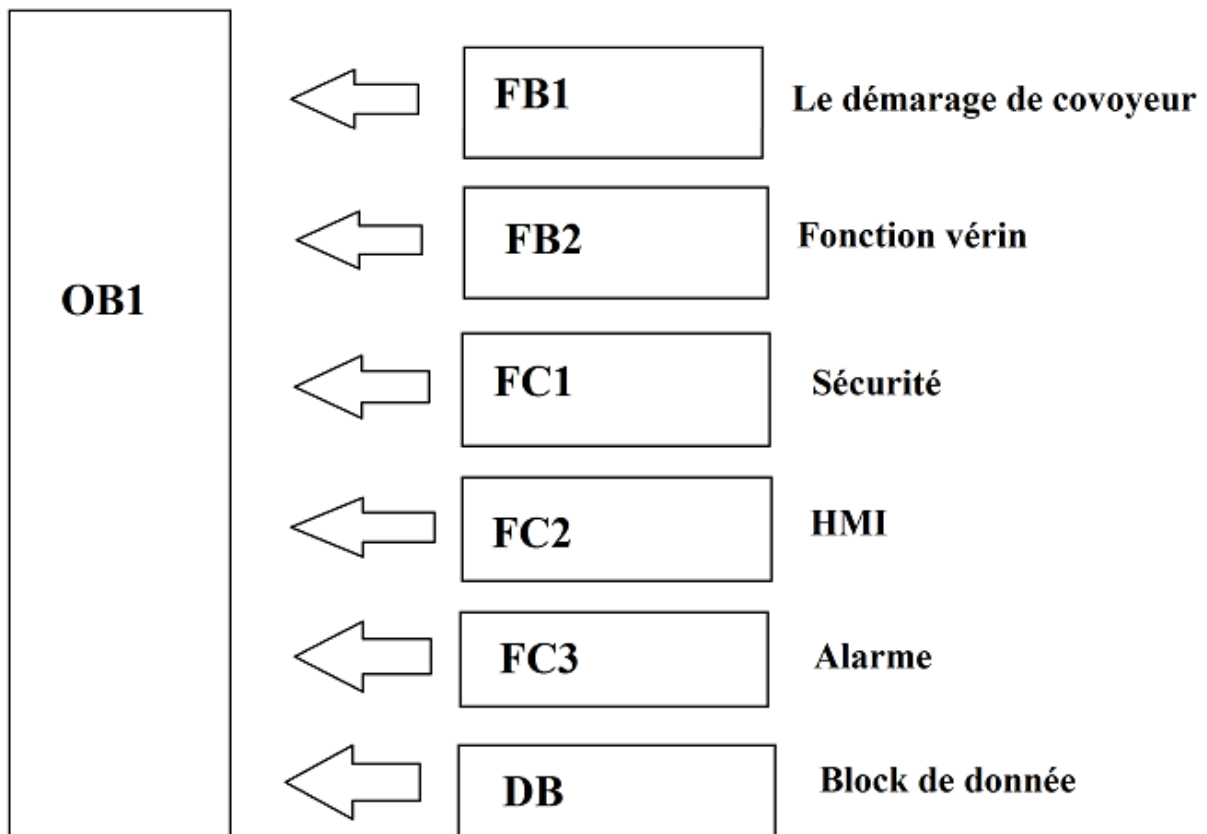 FB1
Le démarage de covoyeur
FB2
Fonction vérin
OB1
FC1
Sécurité
FC2
HMI
FC3
Alarme
DB
Block de donnée